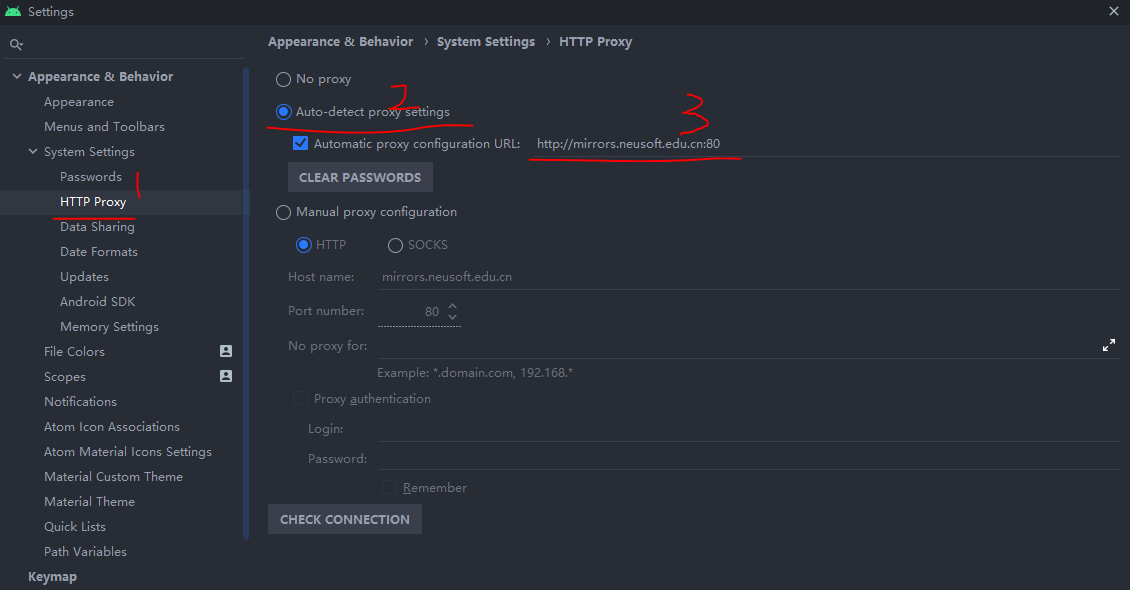 Settings
Appearance & Behavior › System Settings › HTTP Proxy
Appearance & Behavior
Appearance
Menus and Toolbars
System Settings
Passwords
1
HTTP Proxy
Data Sharing
Date Formats
Updates
Android SDK
Memory Settings
File Colors
Scopes
Notifications
Atom Icon Associations
Atom Material Icons Settings
Material Custom Theme
Material Theme
Quick Lists
Path Variables
Keymap
No proxy
2
Auto-detect proxy settings
3
Automatic proxy configuration URL: http://mirrors.neusoft.edu.cn:80
CLEAR PASSWORDS
Manual proxy configuration
HTTP SOCKS
Host name: mirrors.neusoft.edu.cn
Port number: 80
No proxy for:
Example: *.domain.com, 192.168.*
Proxy authentication
Login:
Password:
Remember
CHECK CONNECTION